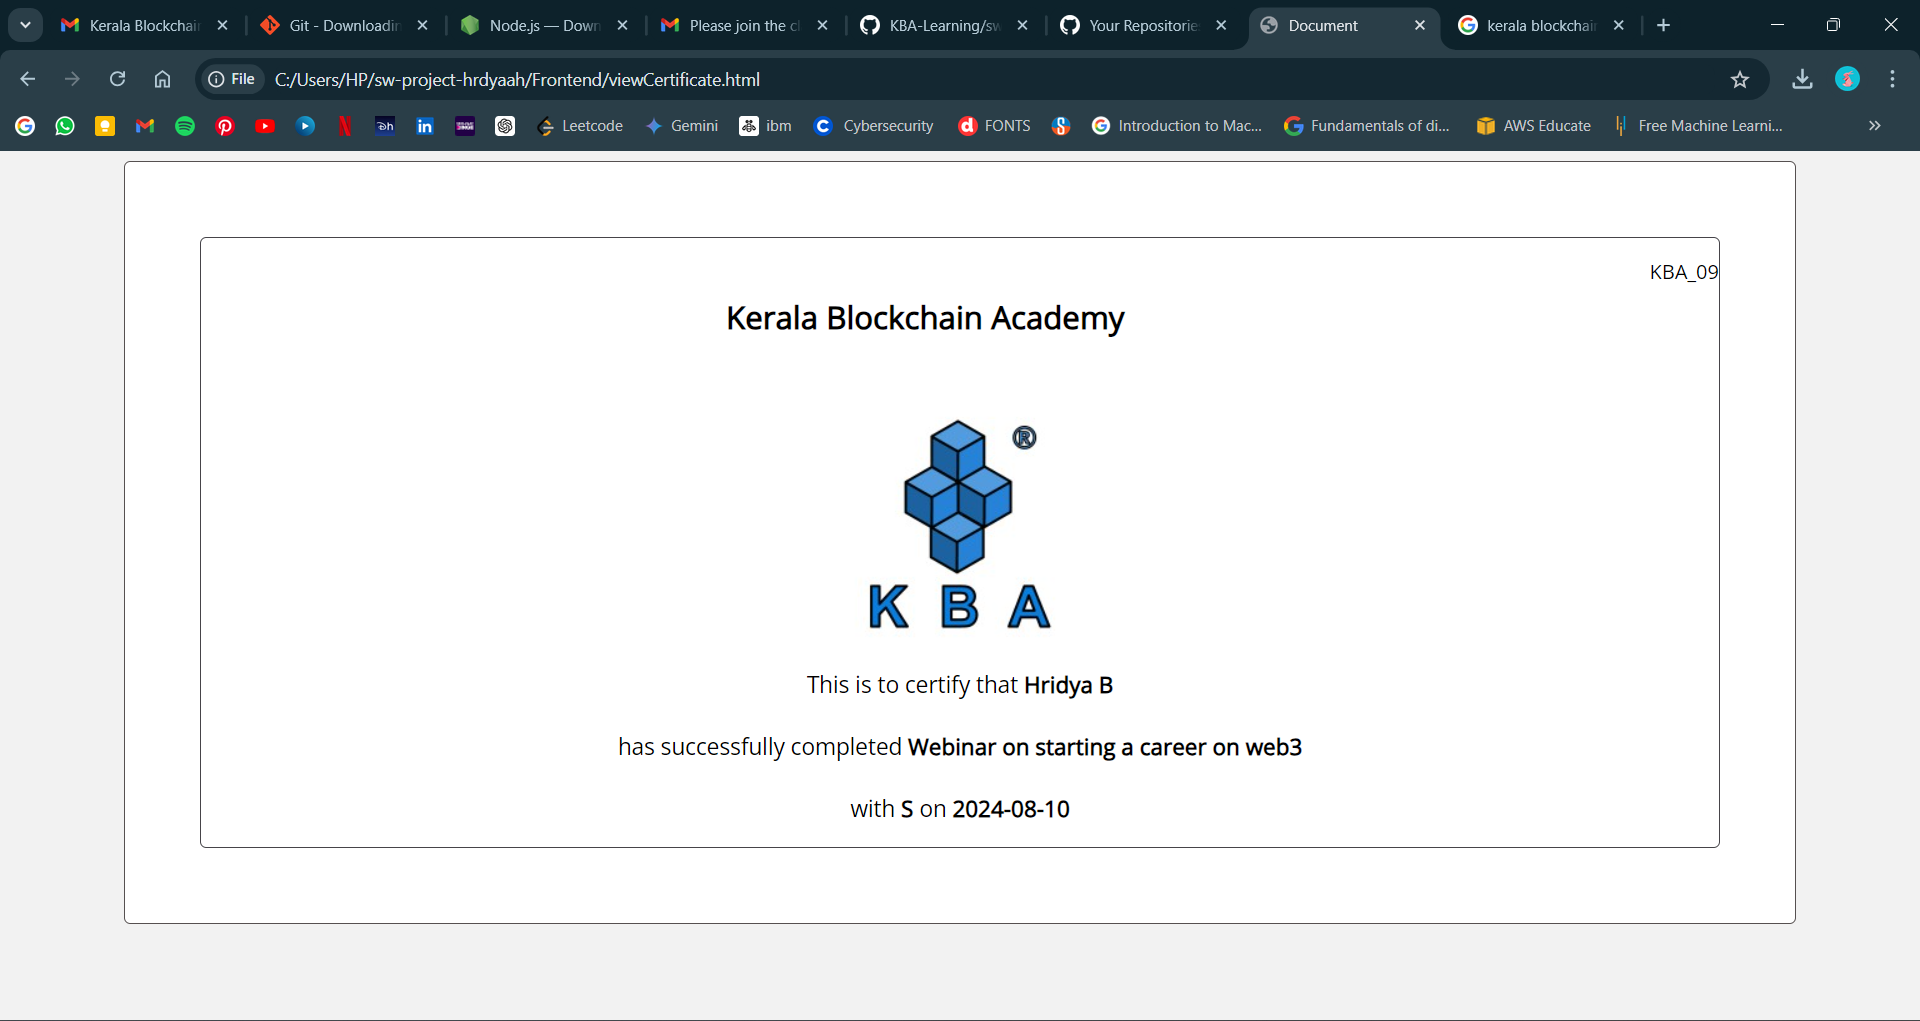 Kerala Blockchai
Git - Downloadin
Node.js — Down
Please join the c
KBA-Learning/sw
Your Repositorie
Document
kerala blockchai
File
C:/Users/HP/sw-project-hrdyaah/Frontend/viewCertificate.html
Leetcode
Gemini
ibm
Cybersecurity
FONTS
Introduction to Mac...
Fundamentals of di...
AWS Educate
Free Machine Learni...
KBA_09
Kerala Blockchain Academy
®
K B A
This is to certify that Hridya B
has successfully completed Webinar on starting a career on web3
with S on 2024-08-10